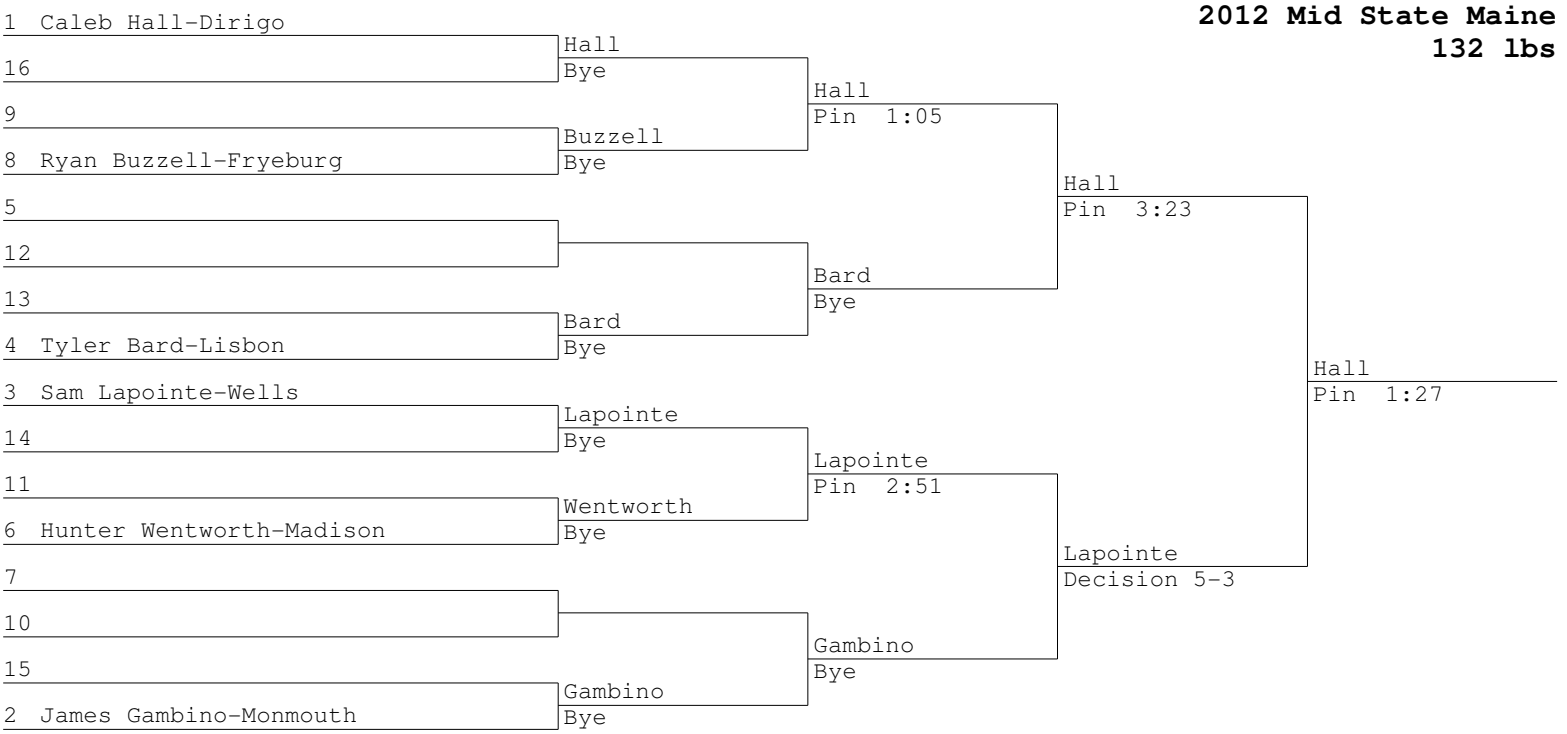 2012 Mid State Maine
132 lbs
1 Caleb Hall-Dirigo
16
9
8 Ryan Buzzell-Fryeburg
5
12
13
4 Tyler Bard-Lisbon
3 Sam Lapointe-Wells
14
11
6 Hunter Wentworth-Madison
7
10
15
2 James Gambino-Monmouth
Hall
Bye
Buzzell
Bye
Bard
Bye
Lapointe
Bye
Wentworth
Bye
Gambino
Bye
Hall
Pin 1:05
Bard
Bye
Lapointe
Pin 2:51
Gambino
Bye
Hall
Pin 3:23
Lapointe
Decision 5-3
Hall
Pin 1:27